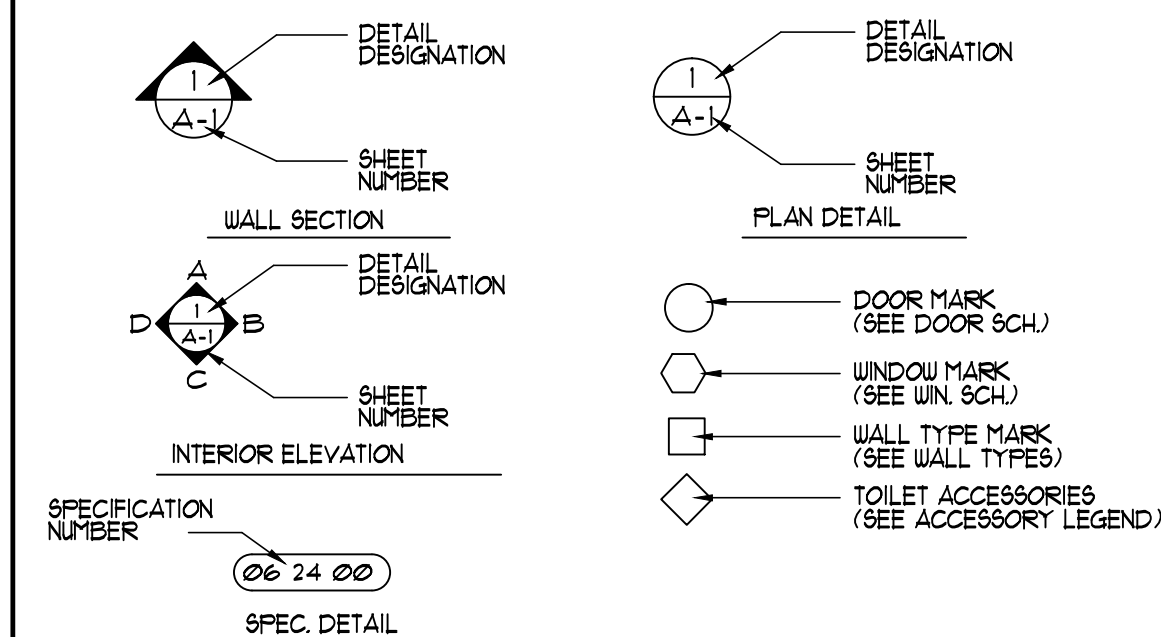 DETAIL
DESIGNATION
1
A-1
SHEET
NUMBER
WALL SECTION
DETAIL
DESIGNATION
1
A-1
SHEET
NUMBER
PLAN DETAIL
A
DETAIL
DESIGNATION
1
D
B
A-1
C
SHEET
NUMBER
INTERIOR ELEVATION
DOOR MARK
(SEE DOOR SCH.)
WINDOW MARK
(SEE WIN. SCH.)
WALL TYPE MARK
(SEE WALL TYPES)
TOILET ACCESSORIES
(SEE ACCESSORY LEGEND)
SPECIFICATION
NUMBER
Ø6 24 ØØ
SPEC. DETAIL